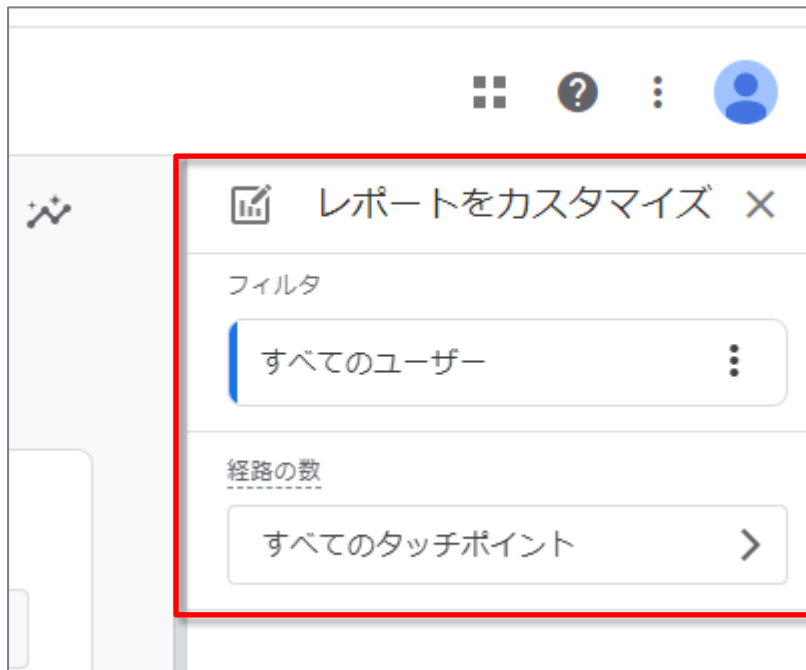 レポートをカスタマイズ
フィルタ
すべてのユーザー
経路の数
すべてのタッチポイント